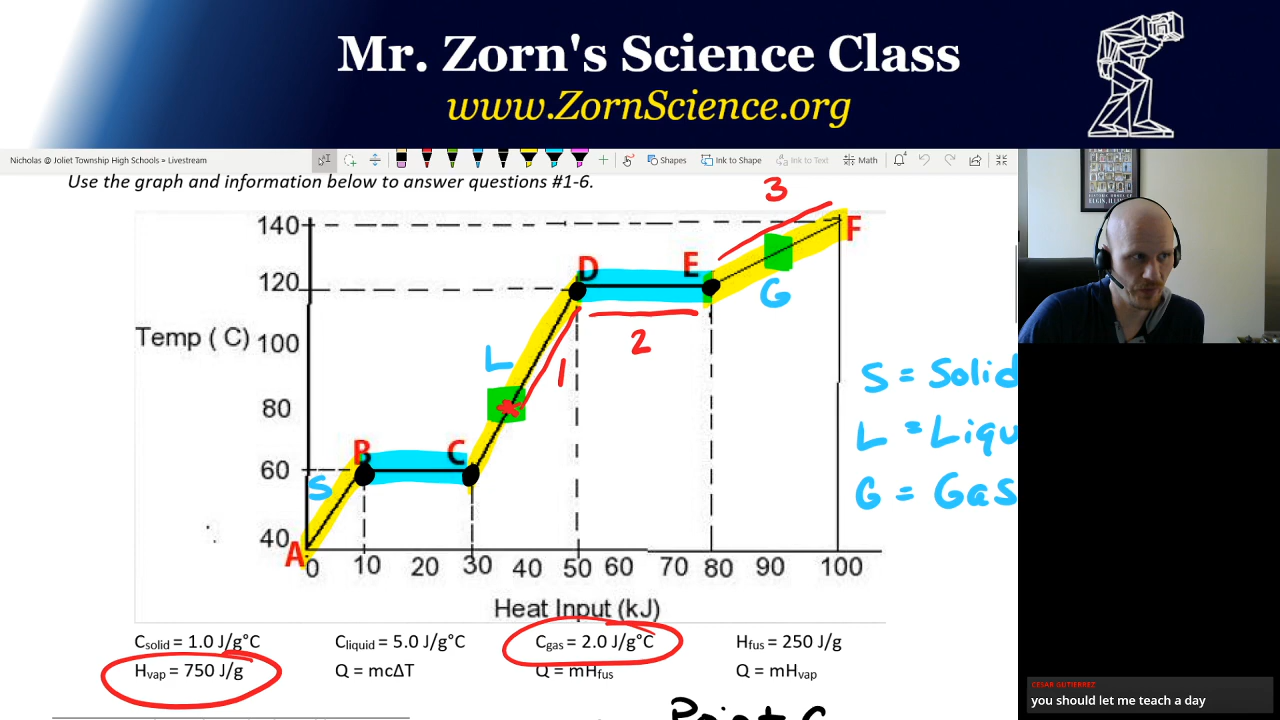 Mr. Zorn's Science Class
www.ZornScience.org
Nicholas @ Joliet Township High Schools » Livestream
Shapes
Ink to Shape
Ink to Text
Math
Use the graph and information below to answer questions #1-6.
3
140
F
D
E
120
G
Temp ( C)
100
L
2
1
S = Solid
80
L = Liqu
B
C
60
S
G = Gas
40
A
0 10 20 30 40 50 60 70 80 90 100
Heat Input (kJ)
Csolid = 1.0 J/g°C Cliquid = 5.0 J/g°C Cgas = 2.0 J/g°C Hfus = 250 J/g
Hvap = 750 J/g Q = mcΔT Q = mHfus Q = mHvap
Point
CESAR GUTIERREZ
you should let me teach a day